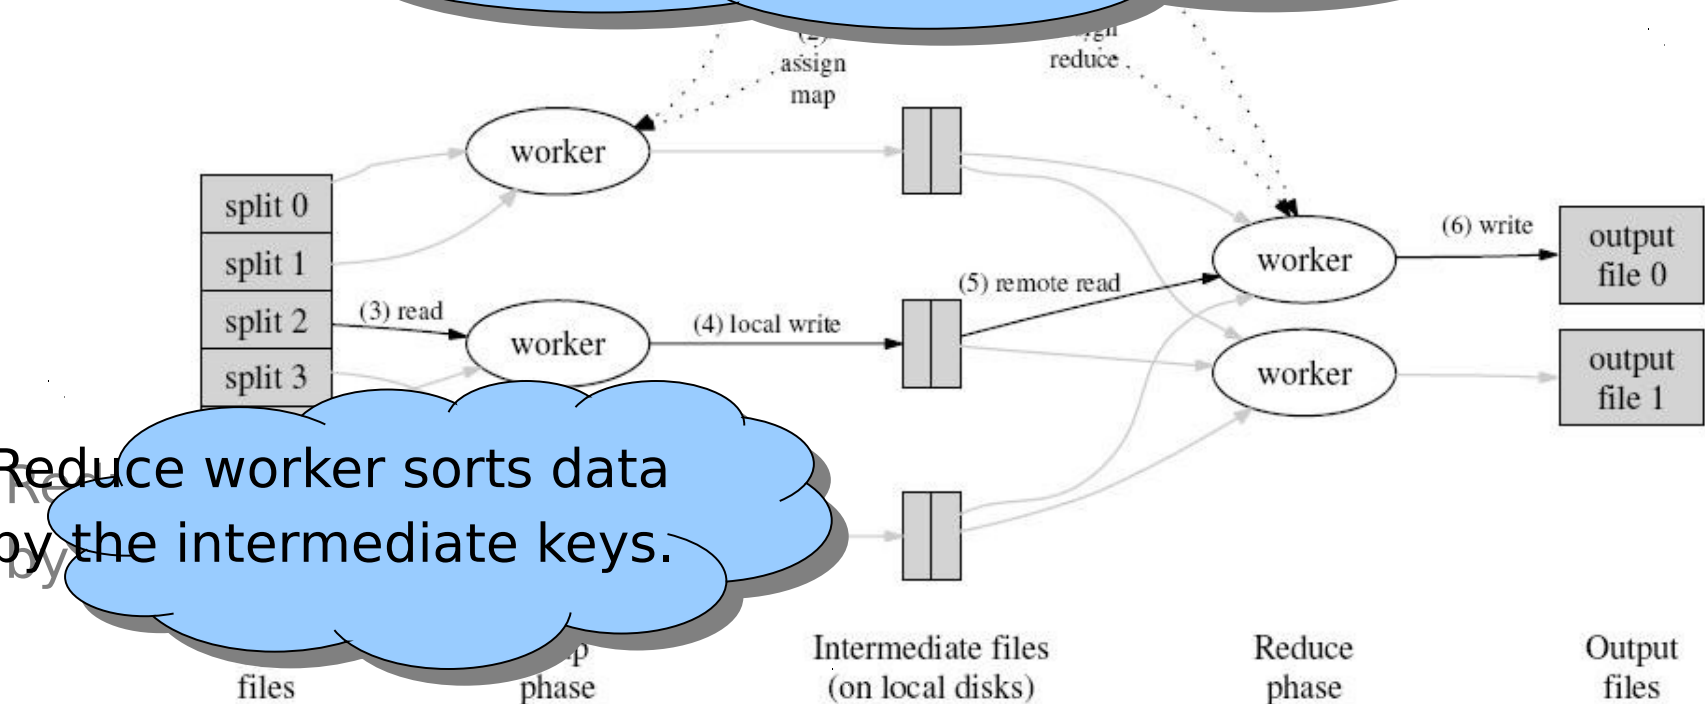 assign
map
reduce
worker
split 0
split 1
split 2
split 3
(3) read
worker
(4) local write
(5) remote read
worker
(6) write
output
file 0
worker
output
file 1
Reduce worker sorts data
by the intermediate keys.
files
phase
Intermediate files
(on local disks)
Reduce
phase
Output
files